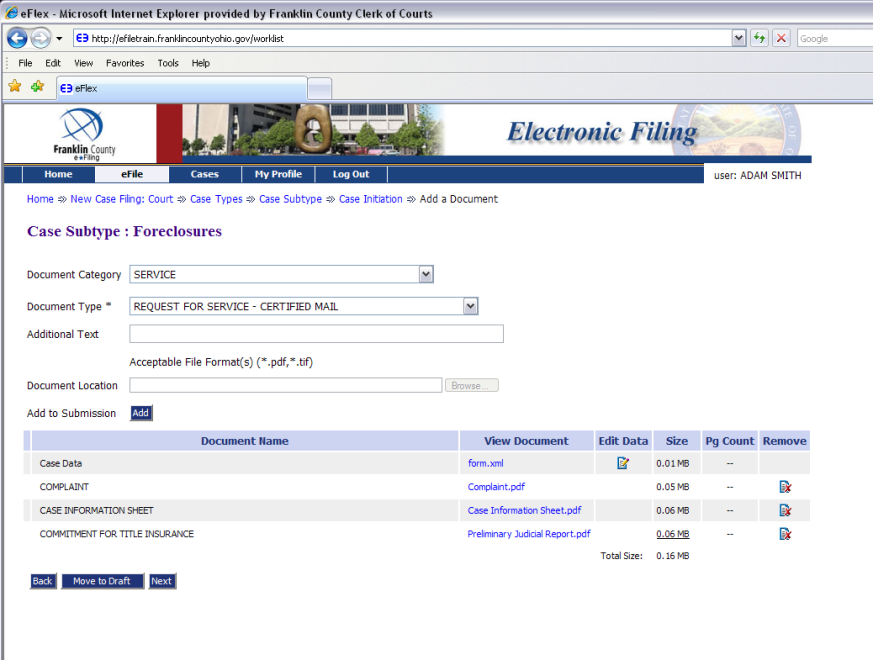 eFlex - Microsoft Internet Explorer provided by Franklin County Clerk of Courts
http://efiletrain.franklincountyohio.gov/worklist
Google
File Edit View Favorites Tools Help
eFlex
Franklin County
e★Filing
Electronic Filing
Home eFile Cases My Profile Log Out
user: ADAM SMITH
Home ⇨ New Case Filing: Court ⇨ Case Types ⇨ Case Subtype ⇨ Case Initiation ⇨ Add a Document
Case Subtype : Foreclosures
Document Category SERVICE
Document Type * REQUEST FOR SERVICE - CERTIFIED MAIL
Additional Text
Acceptable File Format(s) (*.pdf,*.tif)
Document Location Browse...
Add to Submission Add
Document Name View Document Edit Data Size Pg Count Remove
Case Data form.xml 0.01 MB --
COMPLAINT Complaint.pdf 0.05 MB --
CASE INFORMATION SHEET Case Information Sheet.pdf 0.06 MB --
COMMITMENT FOR TITLE INSURANCE Preliminary Judicial Report.pdf 0.06 MB --
Total Size: 0.16 MB
Back Move to Draft Next